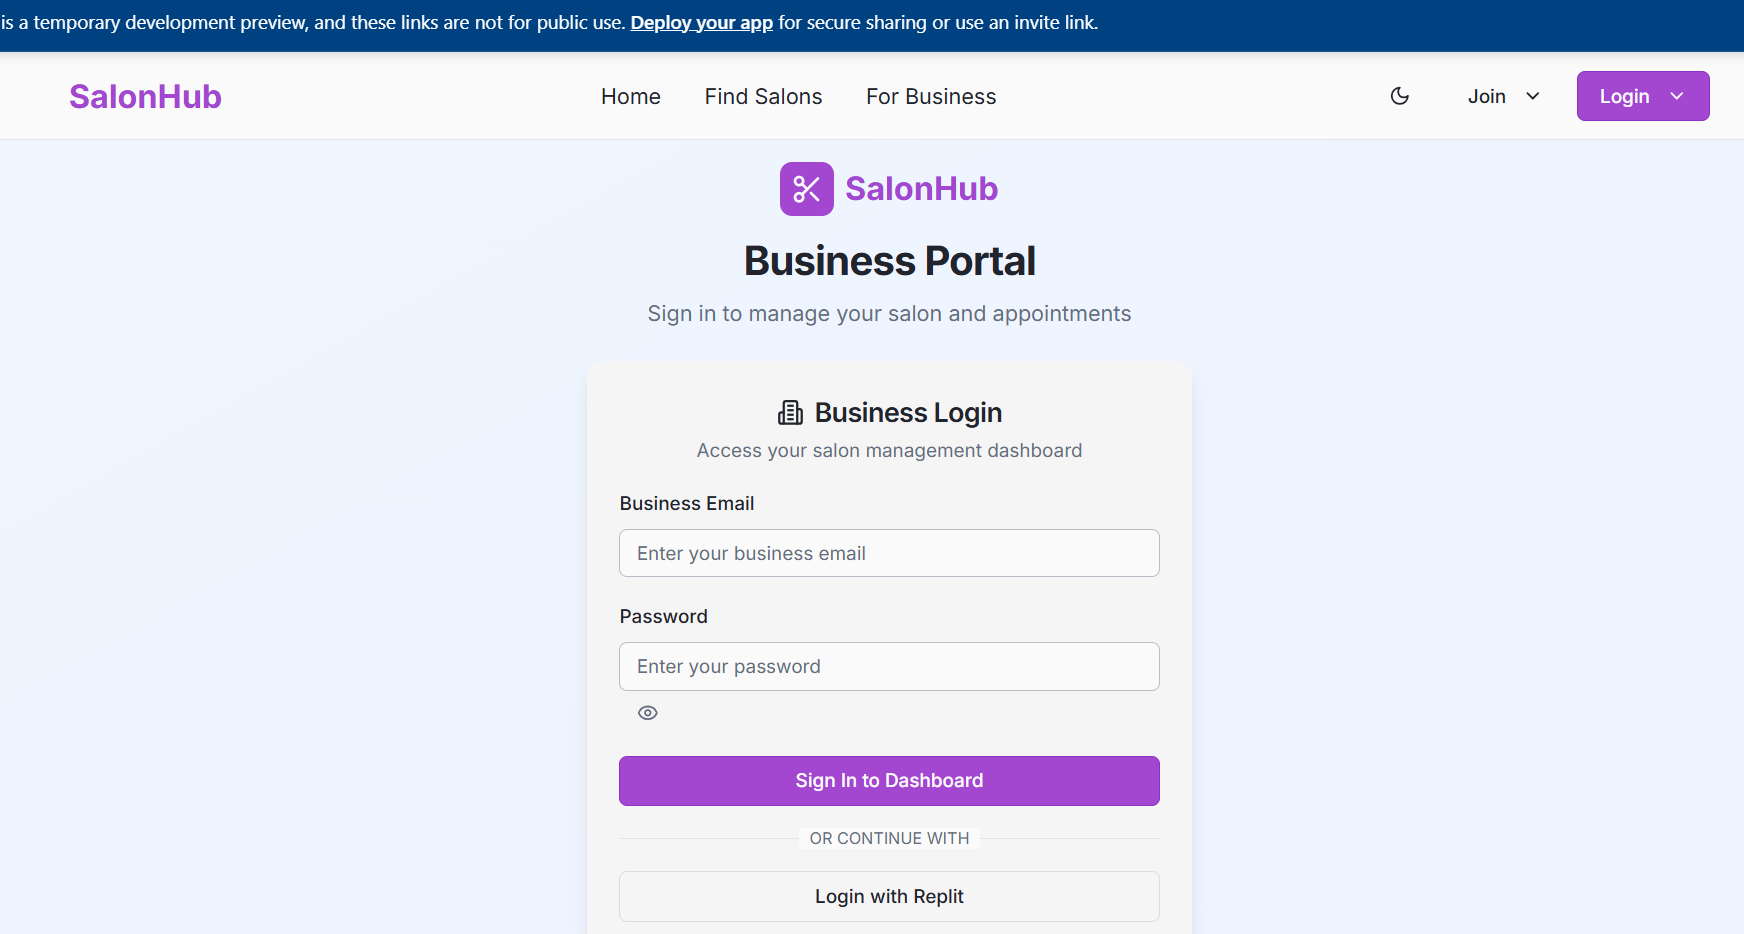 is a temporary development preview, and these links are not for public use. Deploy your app for secure sharing or use an invite link.
SalonHub
Home
Find Salons
For Business
Join
Login
SalonHub
Business Portal
Sign in to manage your salon and appointments
Business Login
Access your salon management dashboard
Business Email
Enter your business email
Password
Enter your password
Sign In to Dashboard
OR CONTINUE WITH
Login with Replit